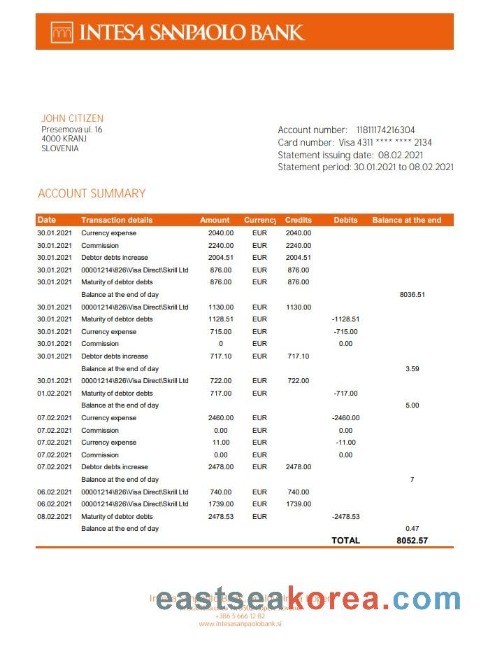 INTESA SANPAOLO BANK
JOHN CITIZEN
Presemova ul. 16
4000 KRANJ
SLOVENIA
Account number: 11811174216304
Card number: Visa 4311 **** **** 2134
Statement issuing date: 08.02.2021
Statement period: 30.01.2021 to 08.02.2021
ACCOUNT SUMMARY
Date Transaction details Amount Currency Credits Debits Balance at the end
30.01.2021 Currency expense 2040.00 EUR 2040.00
30.01.2021 Commission 2240.00 EUR 2240.00
30.01.2021 Debtor debts increase 2004.51 EUR 2004.51
30.01.2021 00001214\826\Visa Direct\Skrill Ltd 876.00 EUR 876.00
30.01.2021 Maturity of debtor debts 876.00 EUR 876.00
Balance at the end of day 8036.51
30.01.2021 00001214\826\Visa Direct\Skrill Ltd 1130.00 EUR 1130.00
30.01.2021 Maturity of debtor debts 1128.51 EUR -1128.51
30.01.2021 Currency expense 715.00 EUR -715.00
30.01.2021 Commission 0 EUR 0.00
30.01.2021 Debtor debts increase 717.10 EUR 717.10
Balance at the end of day 3.59
30.01.2021 00001214\826\Visa Direct\Skrill Ltd 722.00 EUR 722.00
01.02.2021 Maturity of debtor debts 717.00 EUR -717.00
Balance at the end of day 5.00
07.02.2021 Currency expense 2460.00 EUR -2460.00
07.02.2021 Commission 0.00 EUR 0.00
07.02.2021 Currency expense 11.00 EUR -11.00
07.02.2021 Commission 0.00 EUR 0.00
07.02.2021 Debtor debts increase 2478.00 EUR 2478.00
Balance at the end of day 7
06.02.2021 00001214\826\Visa Direct\Skrill Ltd 740.00 EUR 740.00
06.02.2021 00001214\826\Visa Direct\Skrill Ltd 1739.00 EUR 1739.00
08.02.2021 Maturity of debtor debts 2478.53 EUR -2478.53
Balance at the end of day 0.47
TOTAL 8052.57
eastseakorea.com
+386 5 666 12 82
www.intesasanpaolobank.si